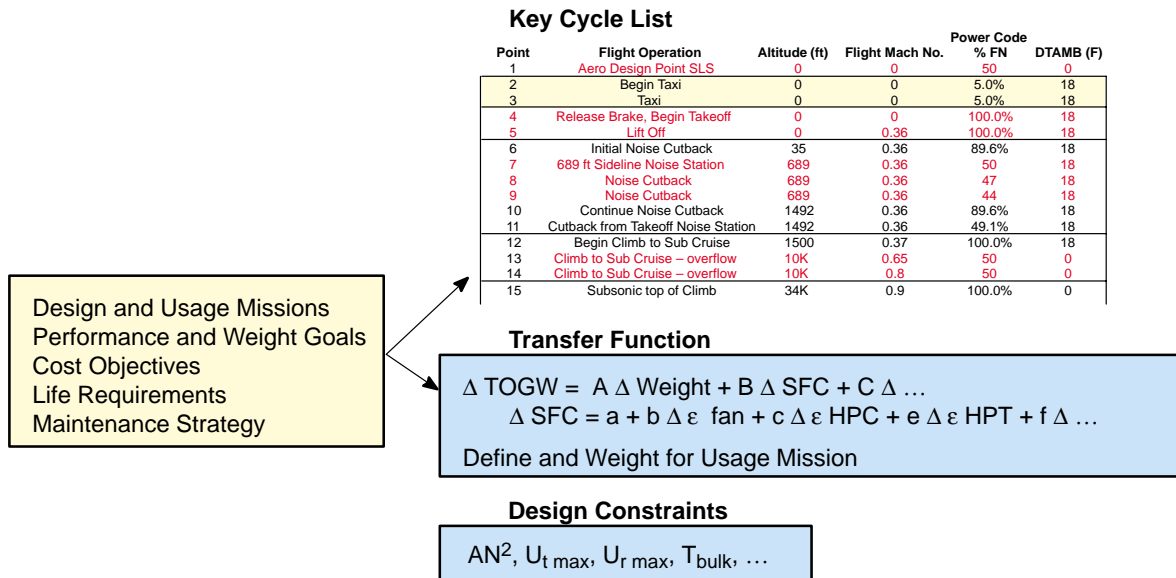 Key Cycle List
Power Code
Point Flight Operation Altitude (ft) Flight Mach No. % FN DTAMB (F)
1 Aero Design Point SLS 0 0 50 0
2 Begin Taxi 0 0 5.0% 18
3 Taxi 0 0 5.0% 18
4 Release Brake, Begin Takeoff 0 0 100.0% 18
5 Lift Off 0 0.36 100.0% 18
6 Initial Noise Cutback 35 0.36 89.6% 18
7 689 ft Sideline Noise Station 689 0.36 50 18
8 Noise Cutback 689 0.36 47 18
9 Noise Cutback 689 0.36 44 18
10 Continue Noise Cutback 1492 0.36 89.6% 18
11 Cutback from Takeoff Noise Station 1492 0.36 49.1% 18
12 Begin Climb to Sub Cruise 1500 0.37 100.0% 18
13 Climb to Sub Cruise – overflow 10K 0.65 50 0
14 Climb to Sub Cruise – overflow 10K 0.8 50 0
15 Subsonic top of Climb 34K 0.9 100.0% 0
Design and Usage Missions
Performance and Weight Goals
Cost Objectives
Life Requirements
Maintenance Strategy
Transfer Function
Δ TOGW = A Δ Weight + B Δ SFC + C Δ …
Δ SFC = a + b Δ ε fan + c Δ ε HPC + e Δ ε HPT + f Δ …
Define and Weight for Usage Mission
Design Constraints
AN², U t max, U r max, T bulk, …